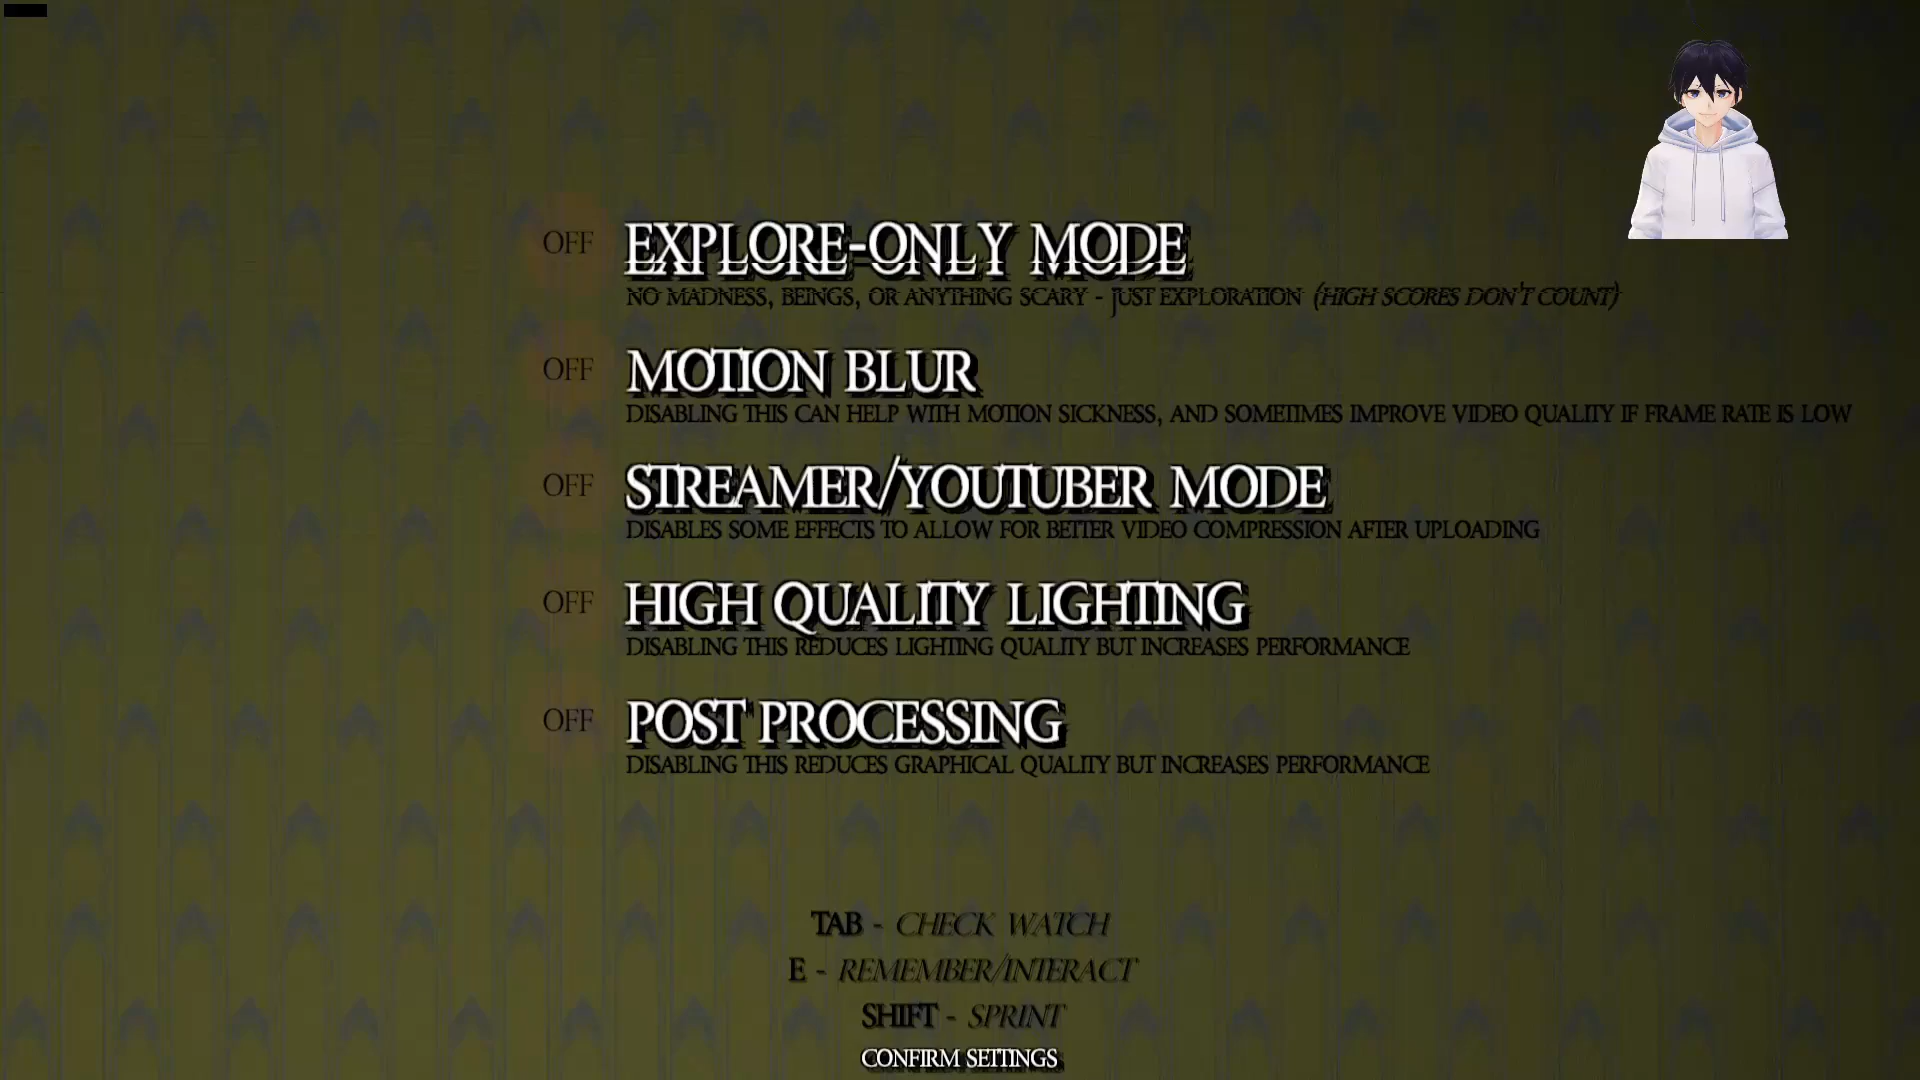 OFF EXPLORE-ONLY MODE
NO MADNESS, BEINGS, OR ANYTHING SCARY - JUST EXPLORATION (HIGH SCORES DON'T COUNT)
OFF MOTION BLUR
DISABLING THIS CAN HELP WITH MOTION SICKNESS, AND SOMETIMES IMPROVE VIDEO QUALITY IF FRAME RATE IS LOW
OFF STREAMER/YOUTUBER MODE
DISABLES SOME EFFECTS TO ALLOW FOR BETTER VIDEO COMPRESSION AFTER UPLOADING
OFF HIGH QUALITY LIGHTING
DISABLING THIS REDUCES LIGHTING QUALITY BUT INCREASES PERFORMANCE
OFF POST PROCESSING
DISABLING THIS REDUCES GRAPHICAL QUALITY BUT INCREASES PERFORMANCE
TAB - CHECK WATCH
E - REMEMBER/INTERACT
SHIFT - SPRINT
CONFIRM SETTINGS